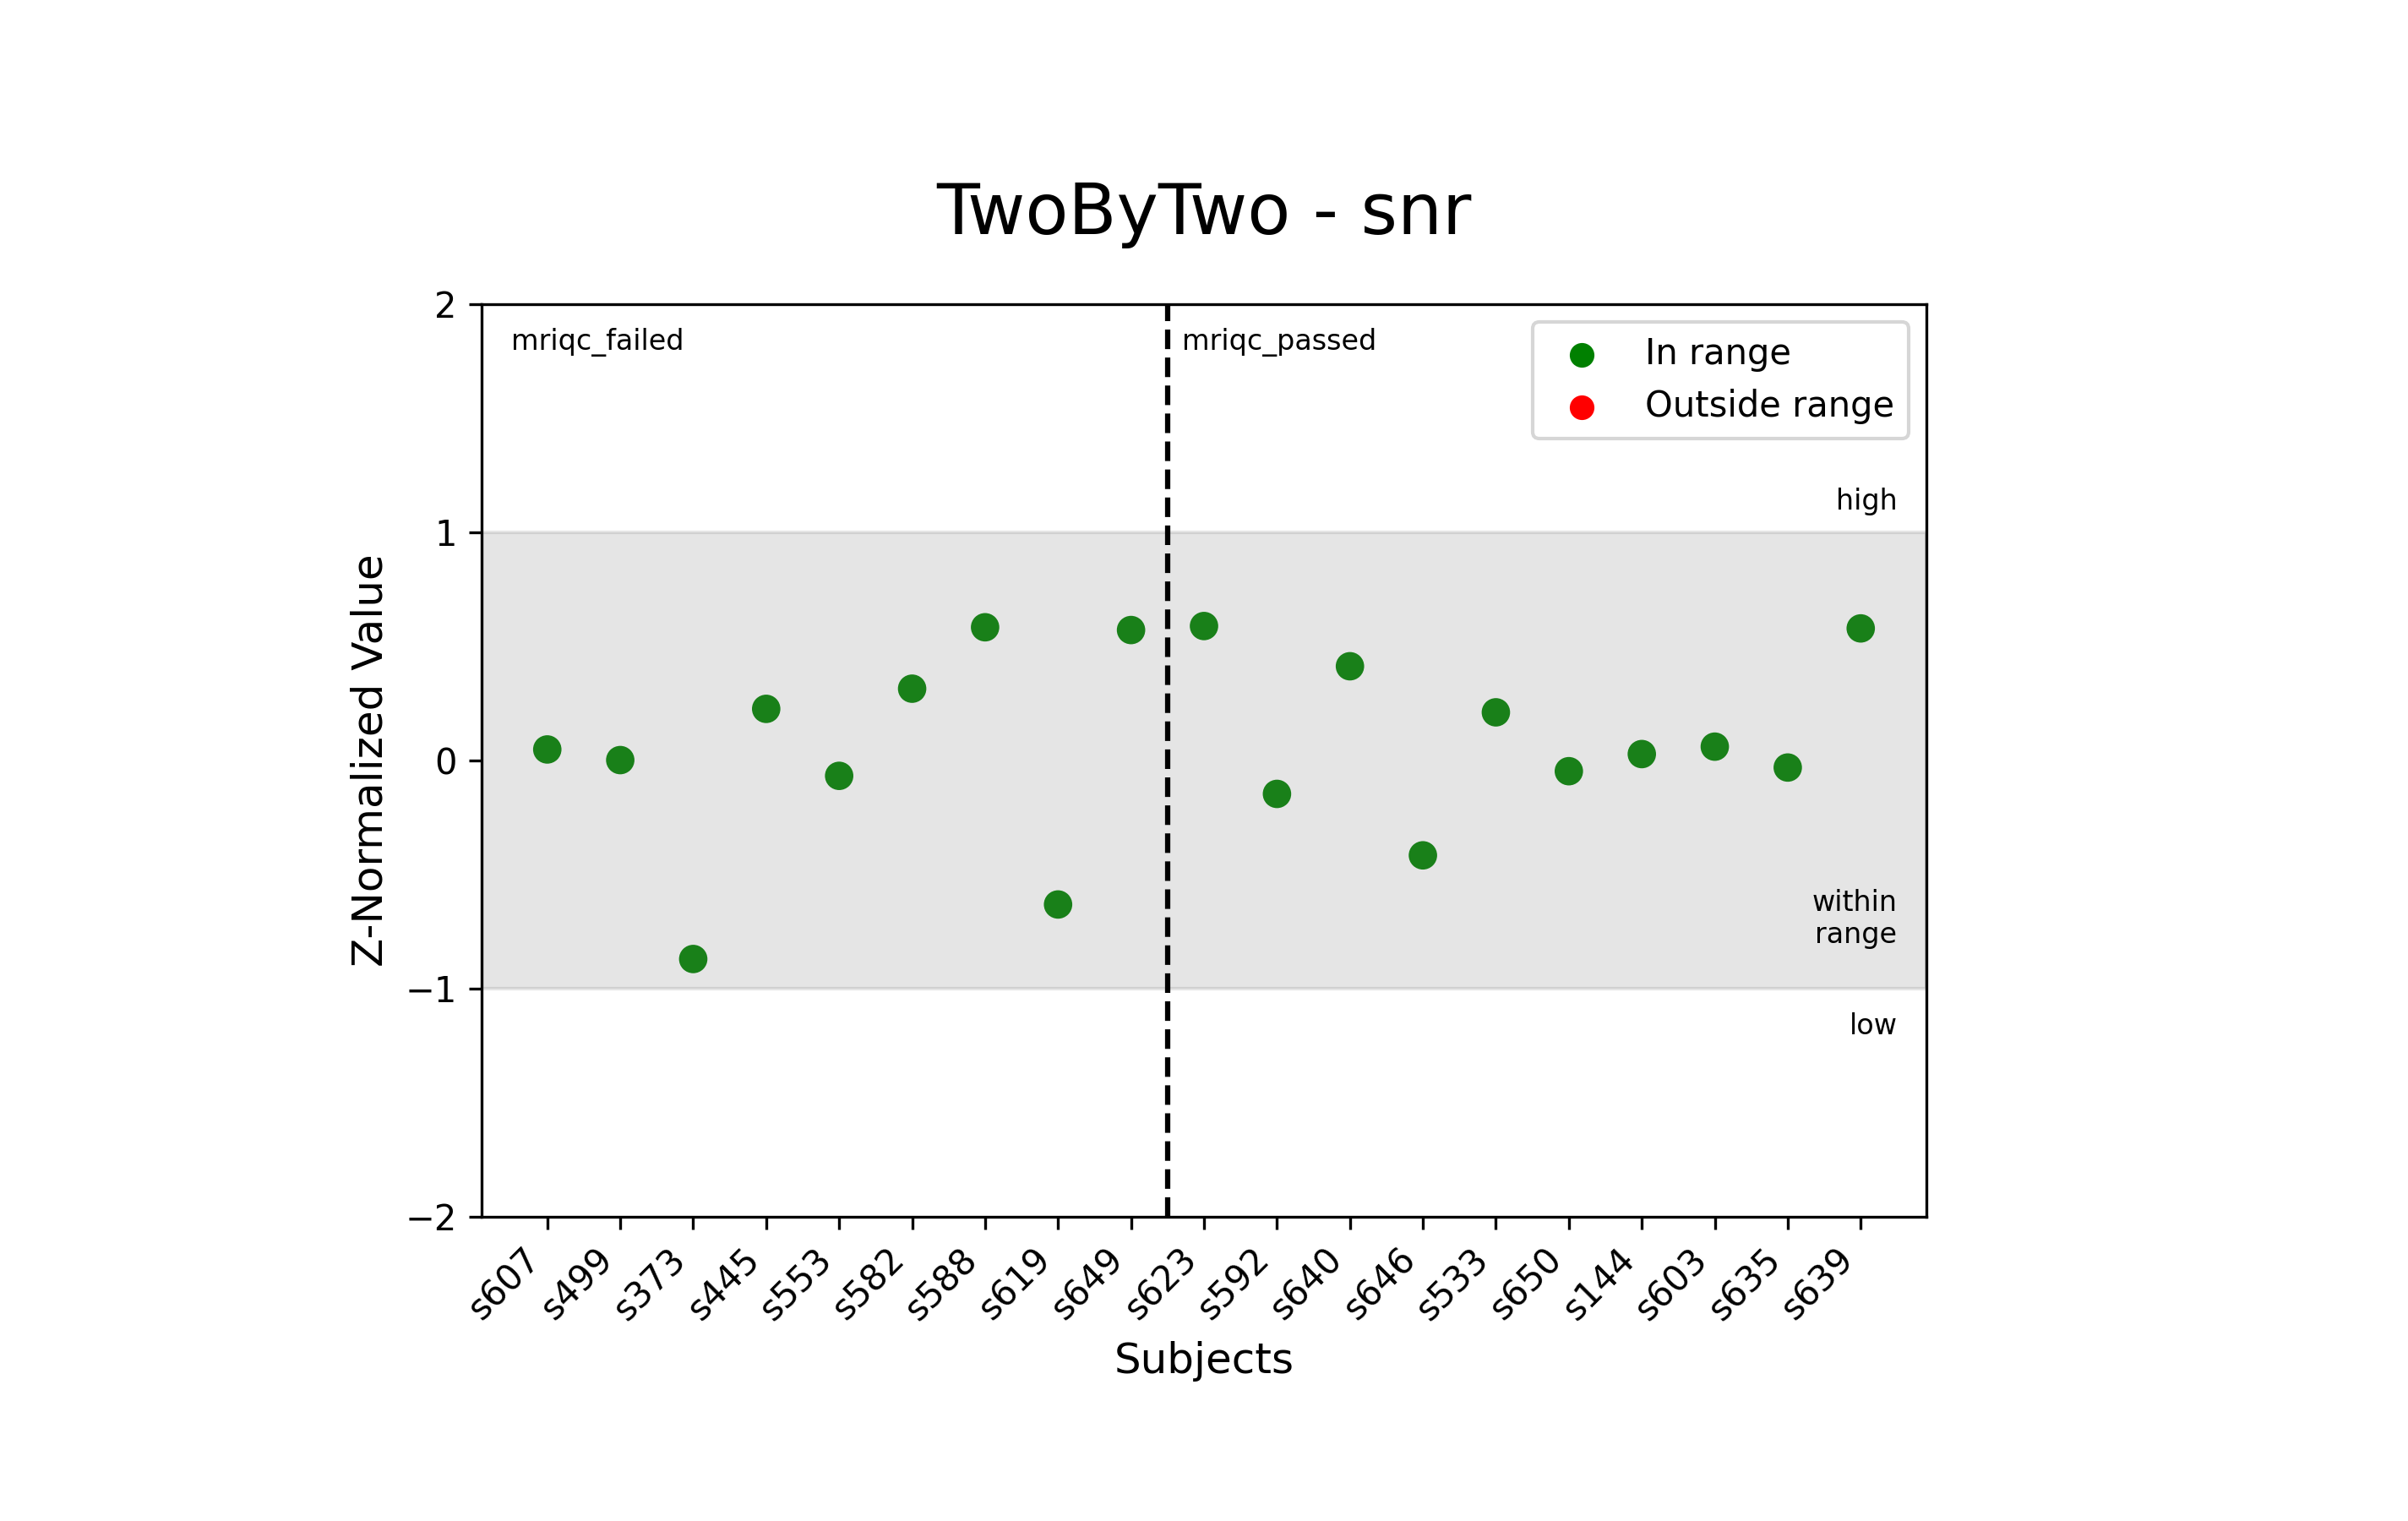 TwoByTwo - snr
2
mriqc_failed
mriqc_passed
In range
Outside range
high
1
Z-Normalized Value
0
within
range
−1
low
−2
s607
s499
s373
s445
s553
s582
s588
s619
s649
s623
s592
s640
s646
s533
s650
s144
s603
s635
s639
Subjects